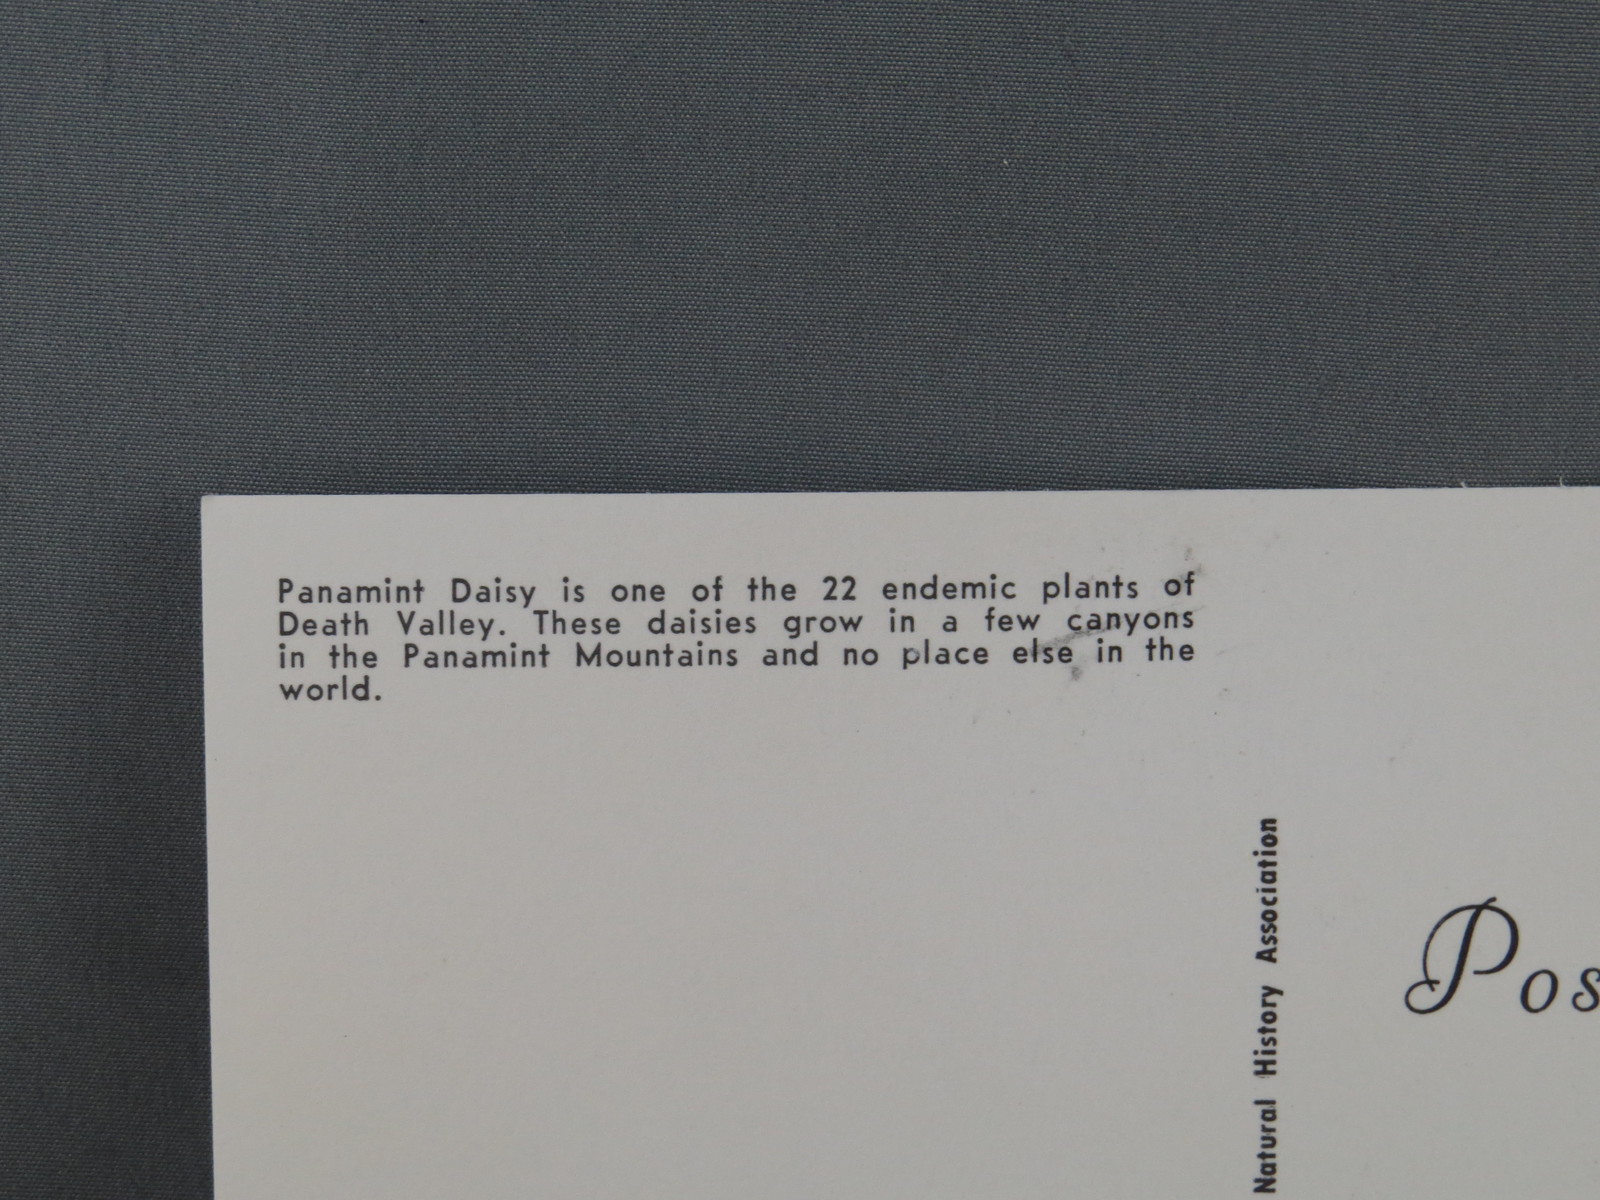 Panamint Daisy is one of the 22 endemic plants of
Death Valley. These daisies grow in a few canyons
in the Panamint Mountains and no place else in the
world.
Natural History Association
Pos